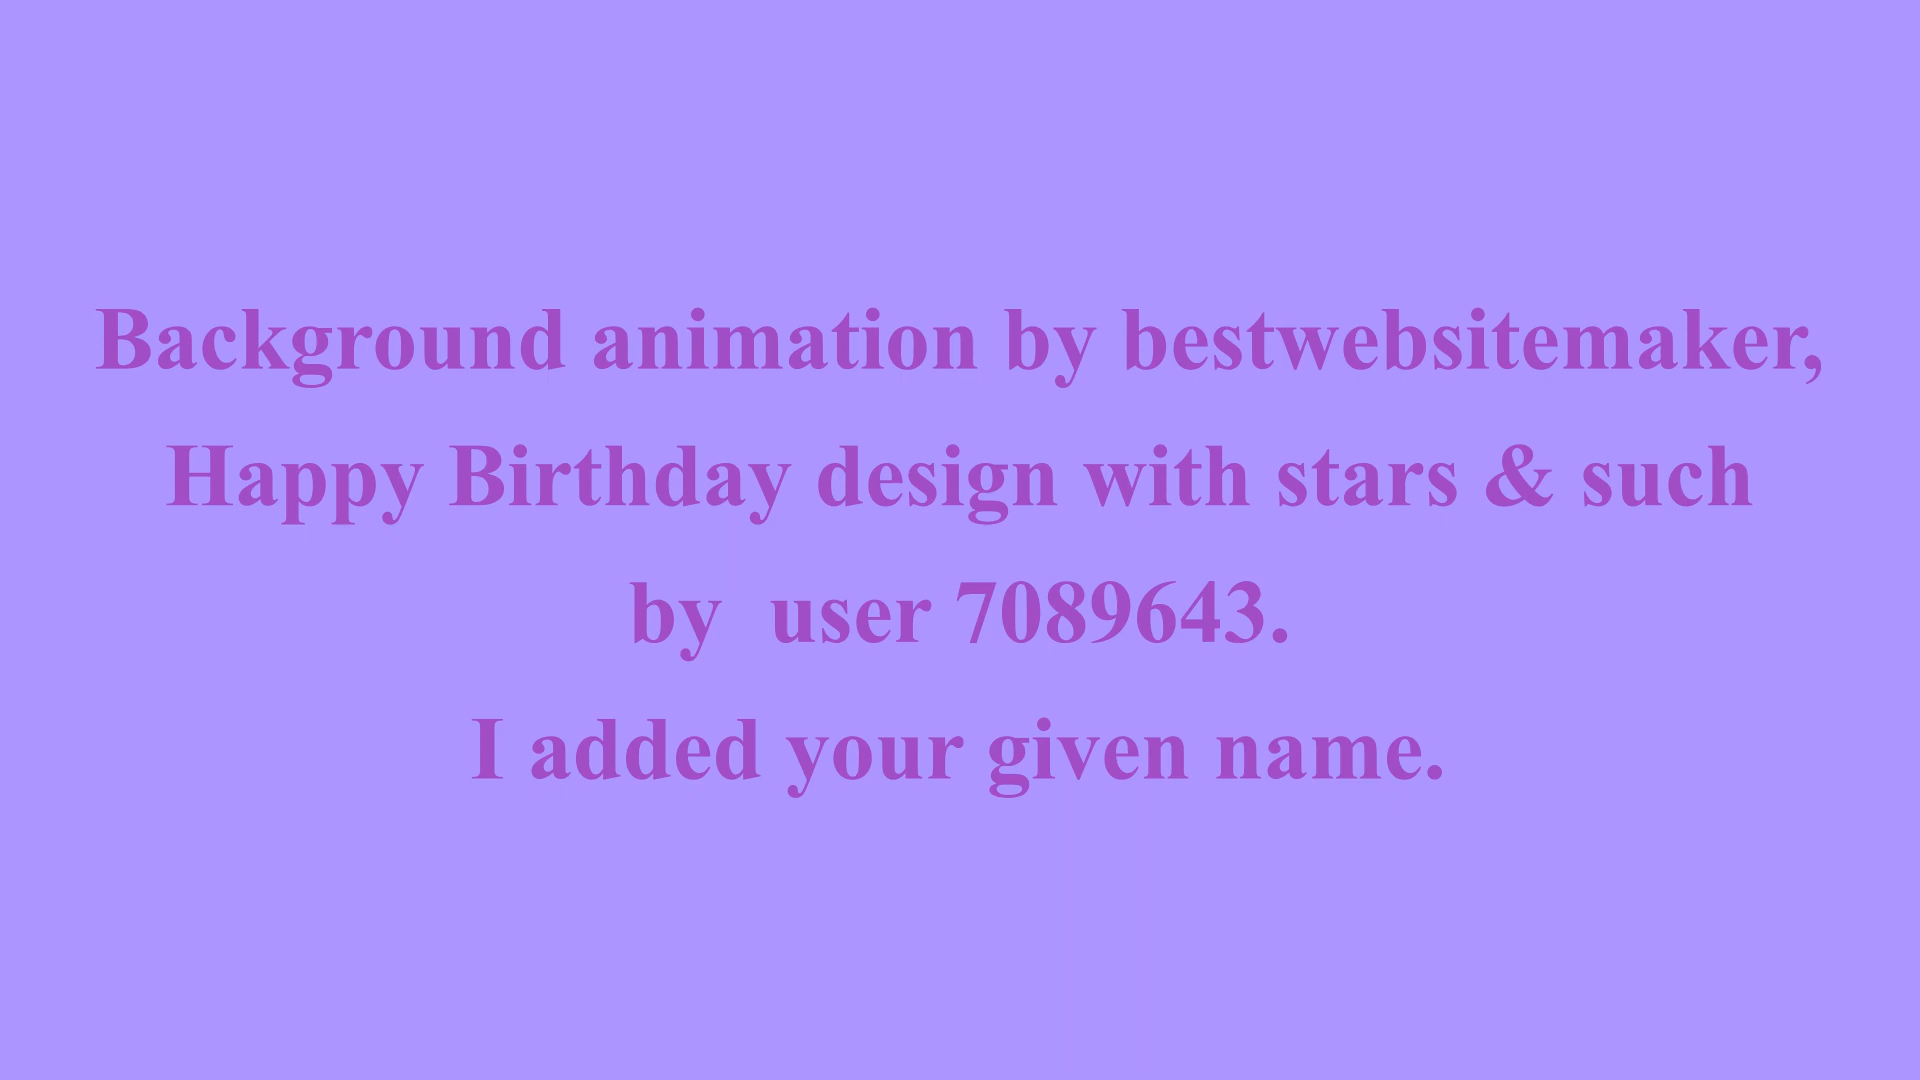 Background animation by bestwebsitemaker,
Happy Birthday design with stars & such
by  user 7089643.
I added your given name.